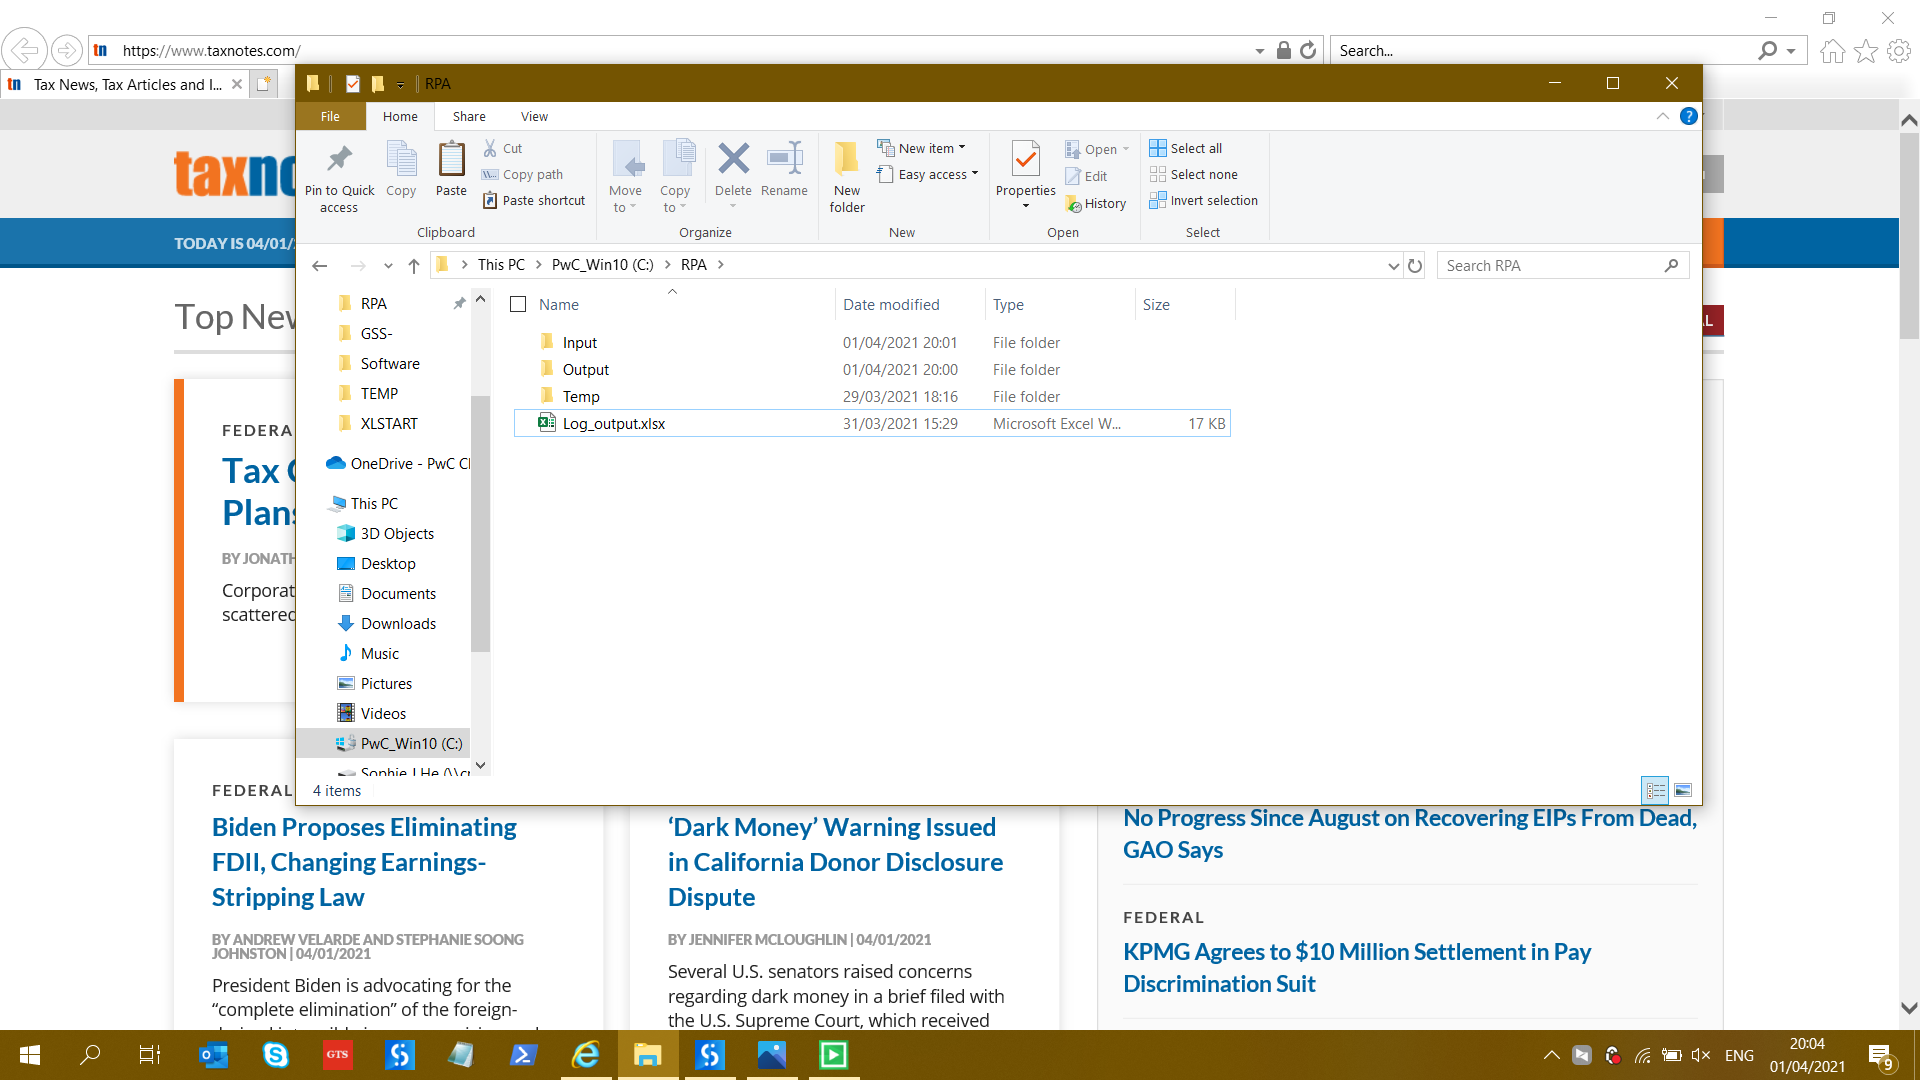 https://www.taxnotes.com/
Search...
tn Tax News, Tax Articles and I...
RPA
File Home Share View
Pin to Quick access
Copy
Paste
Cut
Copy path
Paste shortcut
Clipboard
Move to
Copy to
Delete
Rename
Organize
New folder
New item
Easy access
New
Properties
Open
Edit
History
Open
Select all
Select none
Invert selection
Select
This PC PwC_Win10 (C:) RPA
Search RPA
RPA
GSS-
Software
TEMP
XLSTART
OneDrive - PwC
This PC
3D Objects
Desktop
Documents
Downloads
Music
Pictures
Videos
PwC_Win10 (C:)
Name Date modified Type Size
Input 01/04/2021 20:01 File folder
Output 01/04/2021 20:00 File folder
Temp 29/03/2021 18:16 File folder
Log_output.xlsx 31/03/2021 15:29 Microsoft Excel W... 17 KB
4 items
taxno
TODAY IS 04/01/
Top New
FEDERA
Tax
Plans
BY JONATH
Corporat
scattered
FEDERAL
Biden Proposes Eliminating
FDII, Changing Earnings-
Stripping Law
BY ANDREW VELARDE AND STEPHANIE SOONG
JOHNSTON | 04/01/2021
President Biden is advocating for the
“complete elimination” of the foreign-
‘Dark Money’ Warning Issued
in California Donor Disclosure
Dispute
BY JENNIFER MCLOUGHLIN | 04/01/2021
Several U.S. senators raised concerns
regarding dark money in a brief filed with
the U.S. Supreme Court, which received
No Progress Since August on Recovering EIPs From Dead,
GAO Says
FEDERAL
KPMG Agrees to $10 Million Settlement in Pay
Discrimination Suit
GTS
ENG
20:04
01/04/2021
9